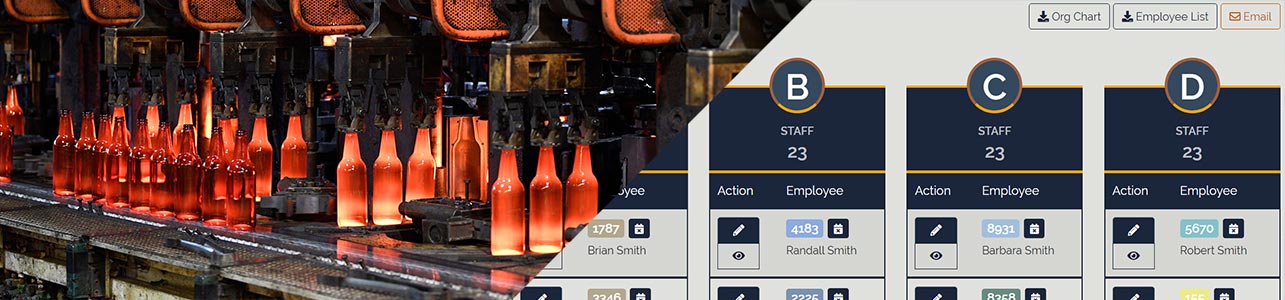 Org Chart Employee List Email
B C D
STAFF STAFF STAFF
23 23 23
Action Employee Action Employee Action Employee
1787 4183 8931 5670
Brian Smith Randall Smith Barbara Smith Robert Smith